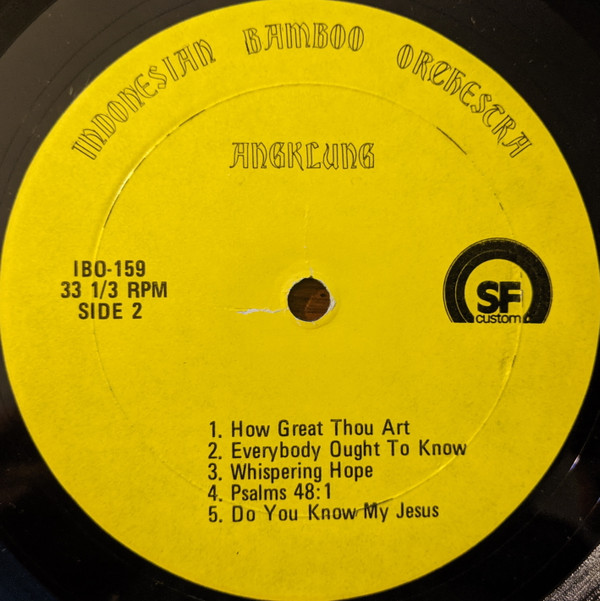 INDONESIAN BAMBOO ORCHESTRA
ANGKLUNG
IBO-159
33 1/3 RPM
SIDE 2
SF
custom
1. How Great Thou Art
2. Everybody Ought To Know
3. Whispering Hope
4. Psalms 48:1
5. Do You Know My Jesus